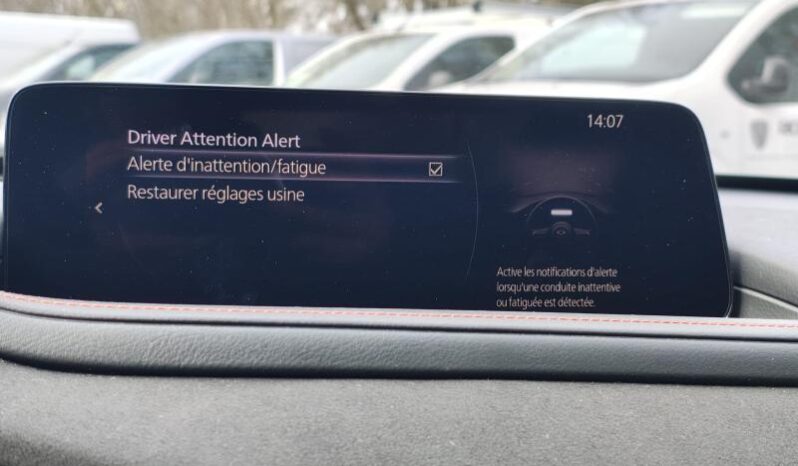 14:07
Driver Attention Alert
Alerte d'inattention/fatigue
Restaurer réglages usine
Active les notifications d'alerte
lorsqu'une conduite inattentive
ou fatiguée est détectée.